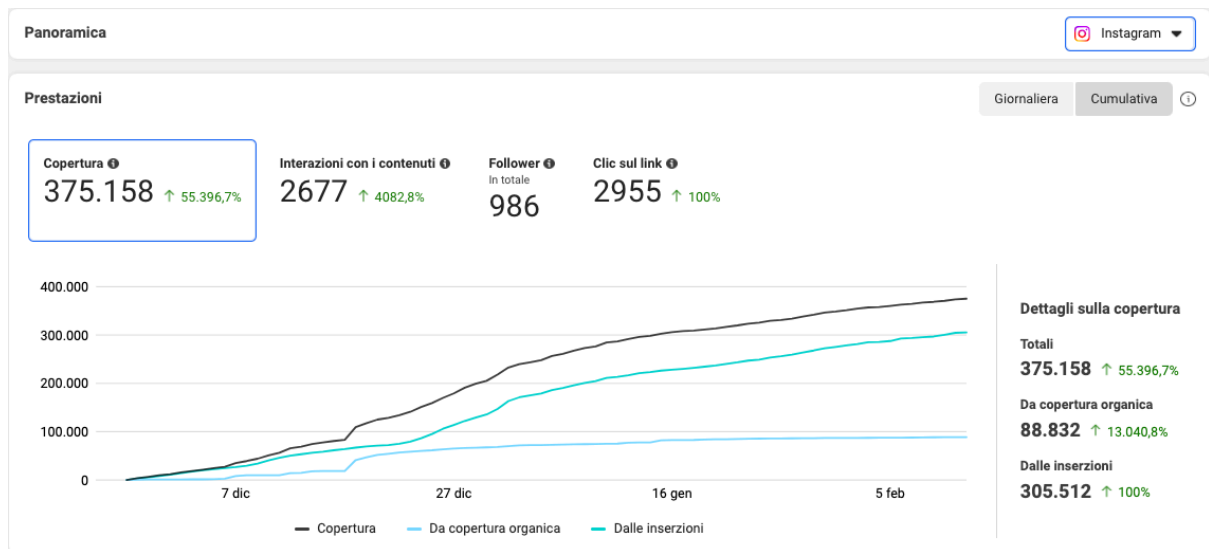 Panoramica
Instagram
Prestazioni
Giornaliera
Cumulativa
Copertura
375.158 ↑ 55.396,7%
Interazioni con i contenuti
2677 ↑ 4082,8%
Follower
In totale
986
Clic sul link
2955 ↑ 100%
400.000
300.000
200.000
100.000
0
7 dic
27 dic
16 gen
5 feb
Copertura
Da copertura organica
Dalle inserzioni
Dettagli sulla copertura
Totali
375.158 ↑ 55.396,7%
Da copertura organica
88.832 ↑ 13.040,8%
Dalle inserzioni
305.512 ↑ 100%